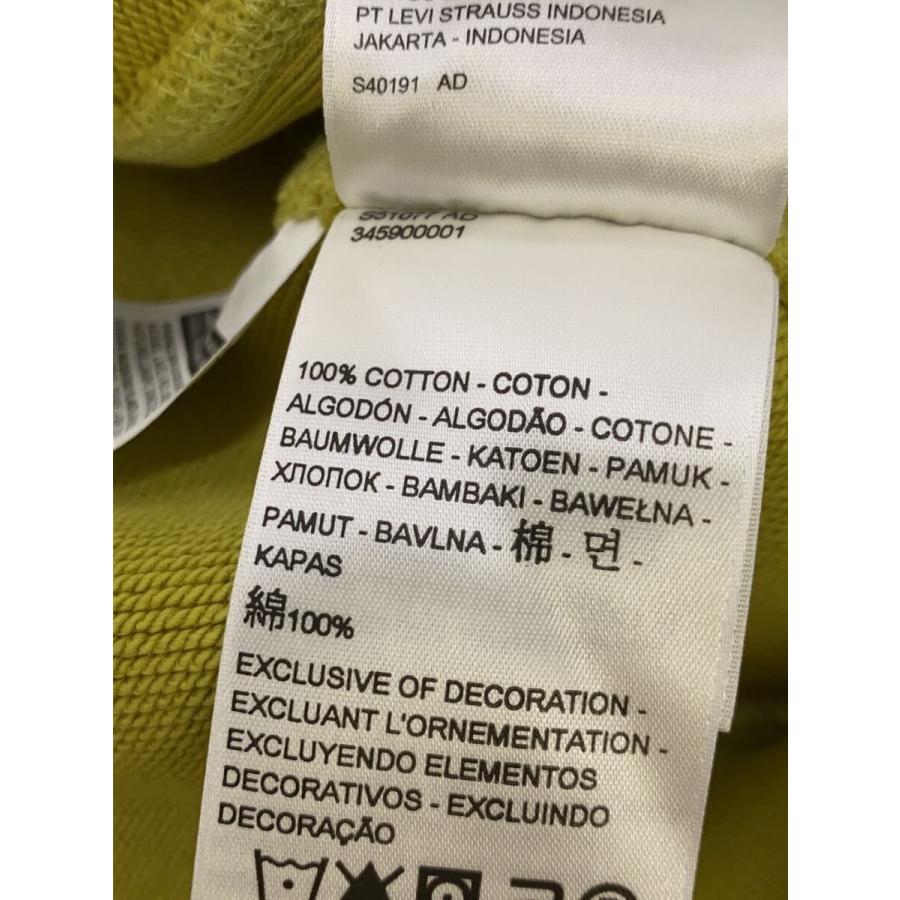 PT LEVI STRAUSS INDONESIA
JAKARTA - INDONESIA
S40191 AD
S51077 AD
345900001
100% COTTON - COTON -
ALGODÓN - ALGODÃO - COTONE -
BAUMWOLLE - KATOEN - PAMUK -
ХЛОПОК - BAMBAKI - BAWEŁNA -
PAMUT - BAVLNA - 棉 - 면 -
KAPAS
綿100%
EXCLUSIVE OF DECORATION -
EXCLUANT L'ORNEMENTATION -
EXCLUYENDO ELEMENTOS
DECORATIVOS - EXCLUINDO
DECORAÇÃO